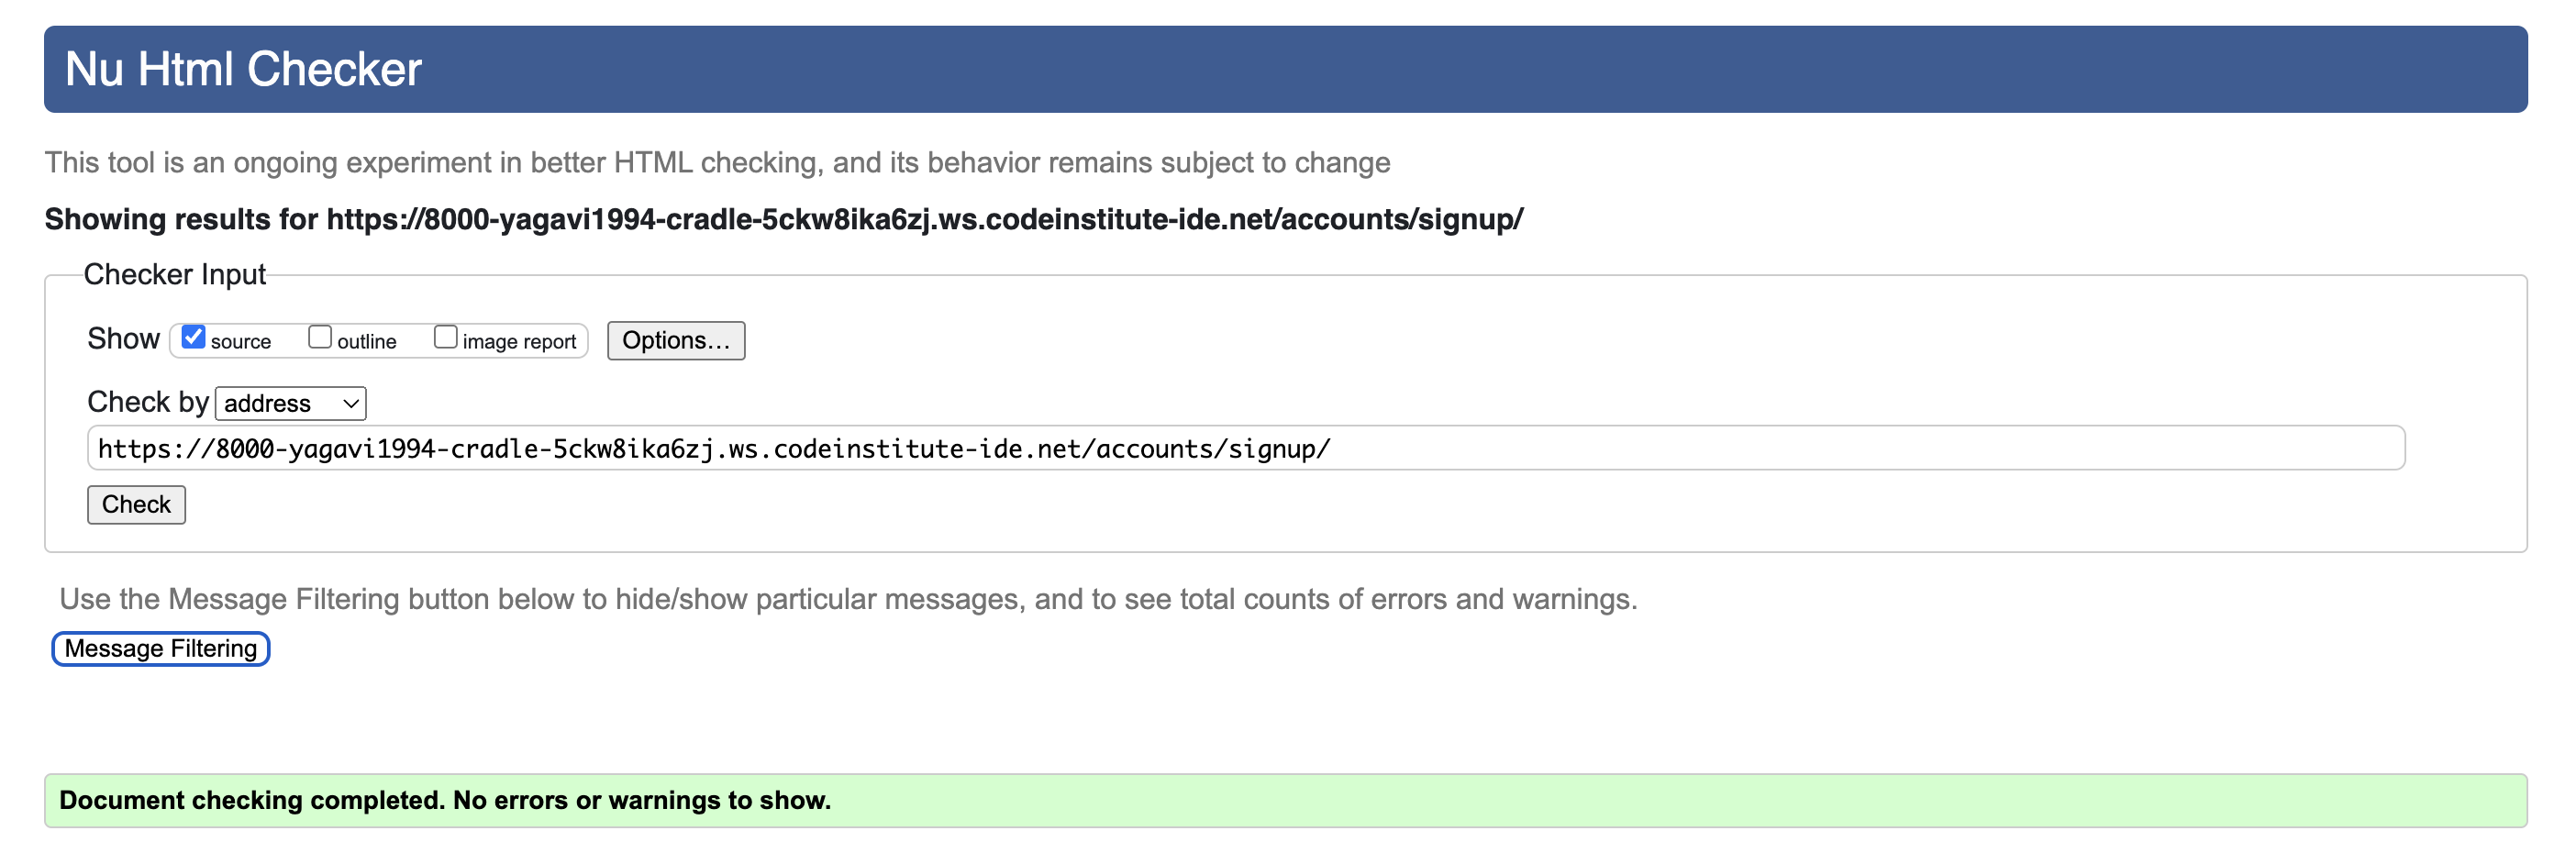 Nu Html Checker
This tool is an ongoing experiment in better HTML checking, and its behavior remains subject to change
Showing results for https://8000-yagavi1994-cradle-5ckw8ika6zj.ws.codeinstitute-ide.net/accounts/signup/
Checker Input
Show source outline image report Options...
Check by address
https://8000-yagavi1994-cradle-5ckw8ika6zj.ws.codeinstitute-ide.net/accounts/signup/
Check
Use the Message Filtering button below to hide/show particular messages, and to see total counts of errors and warnings.
Message Filtering
Document checking completed. No errors or warnings to show.